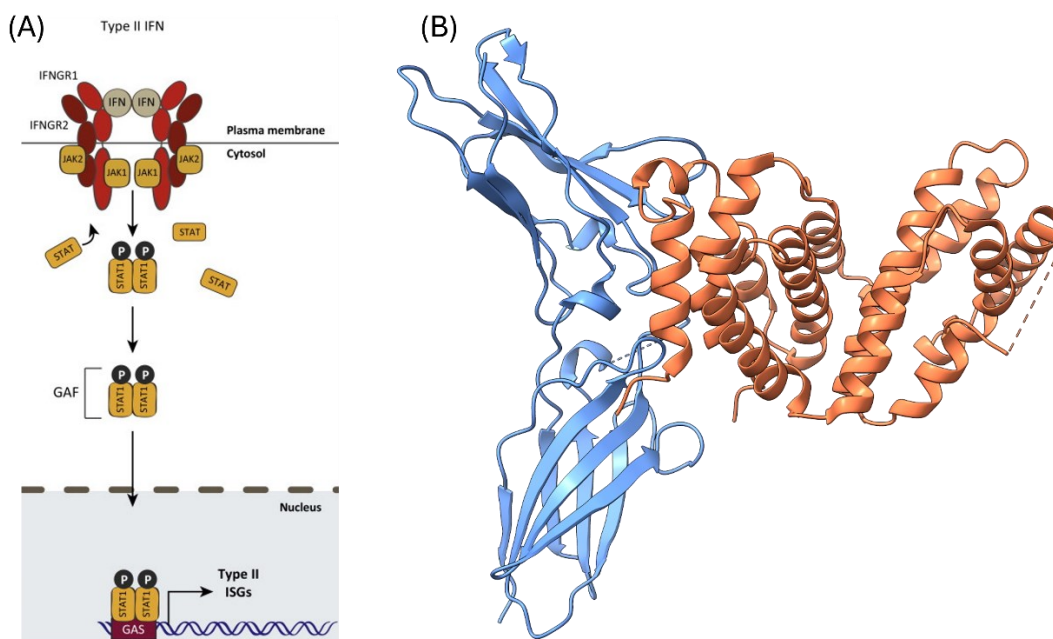 (A)
Type II IFN
(B)
IFNGR1
IFN IFN
IFNGR2
Plasma membrane
JAK2 JAK2
Cytosol
JAK1 JAK1
STAT STAT
P P
STAT1 STAT1
STAT
P P
GAF
STAT1 STAT1
Nucleus
P P
Type II
STAT1 STAT1
ISGs
GAS